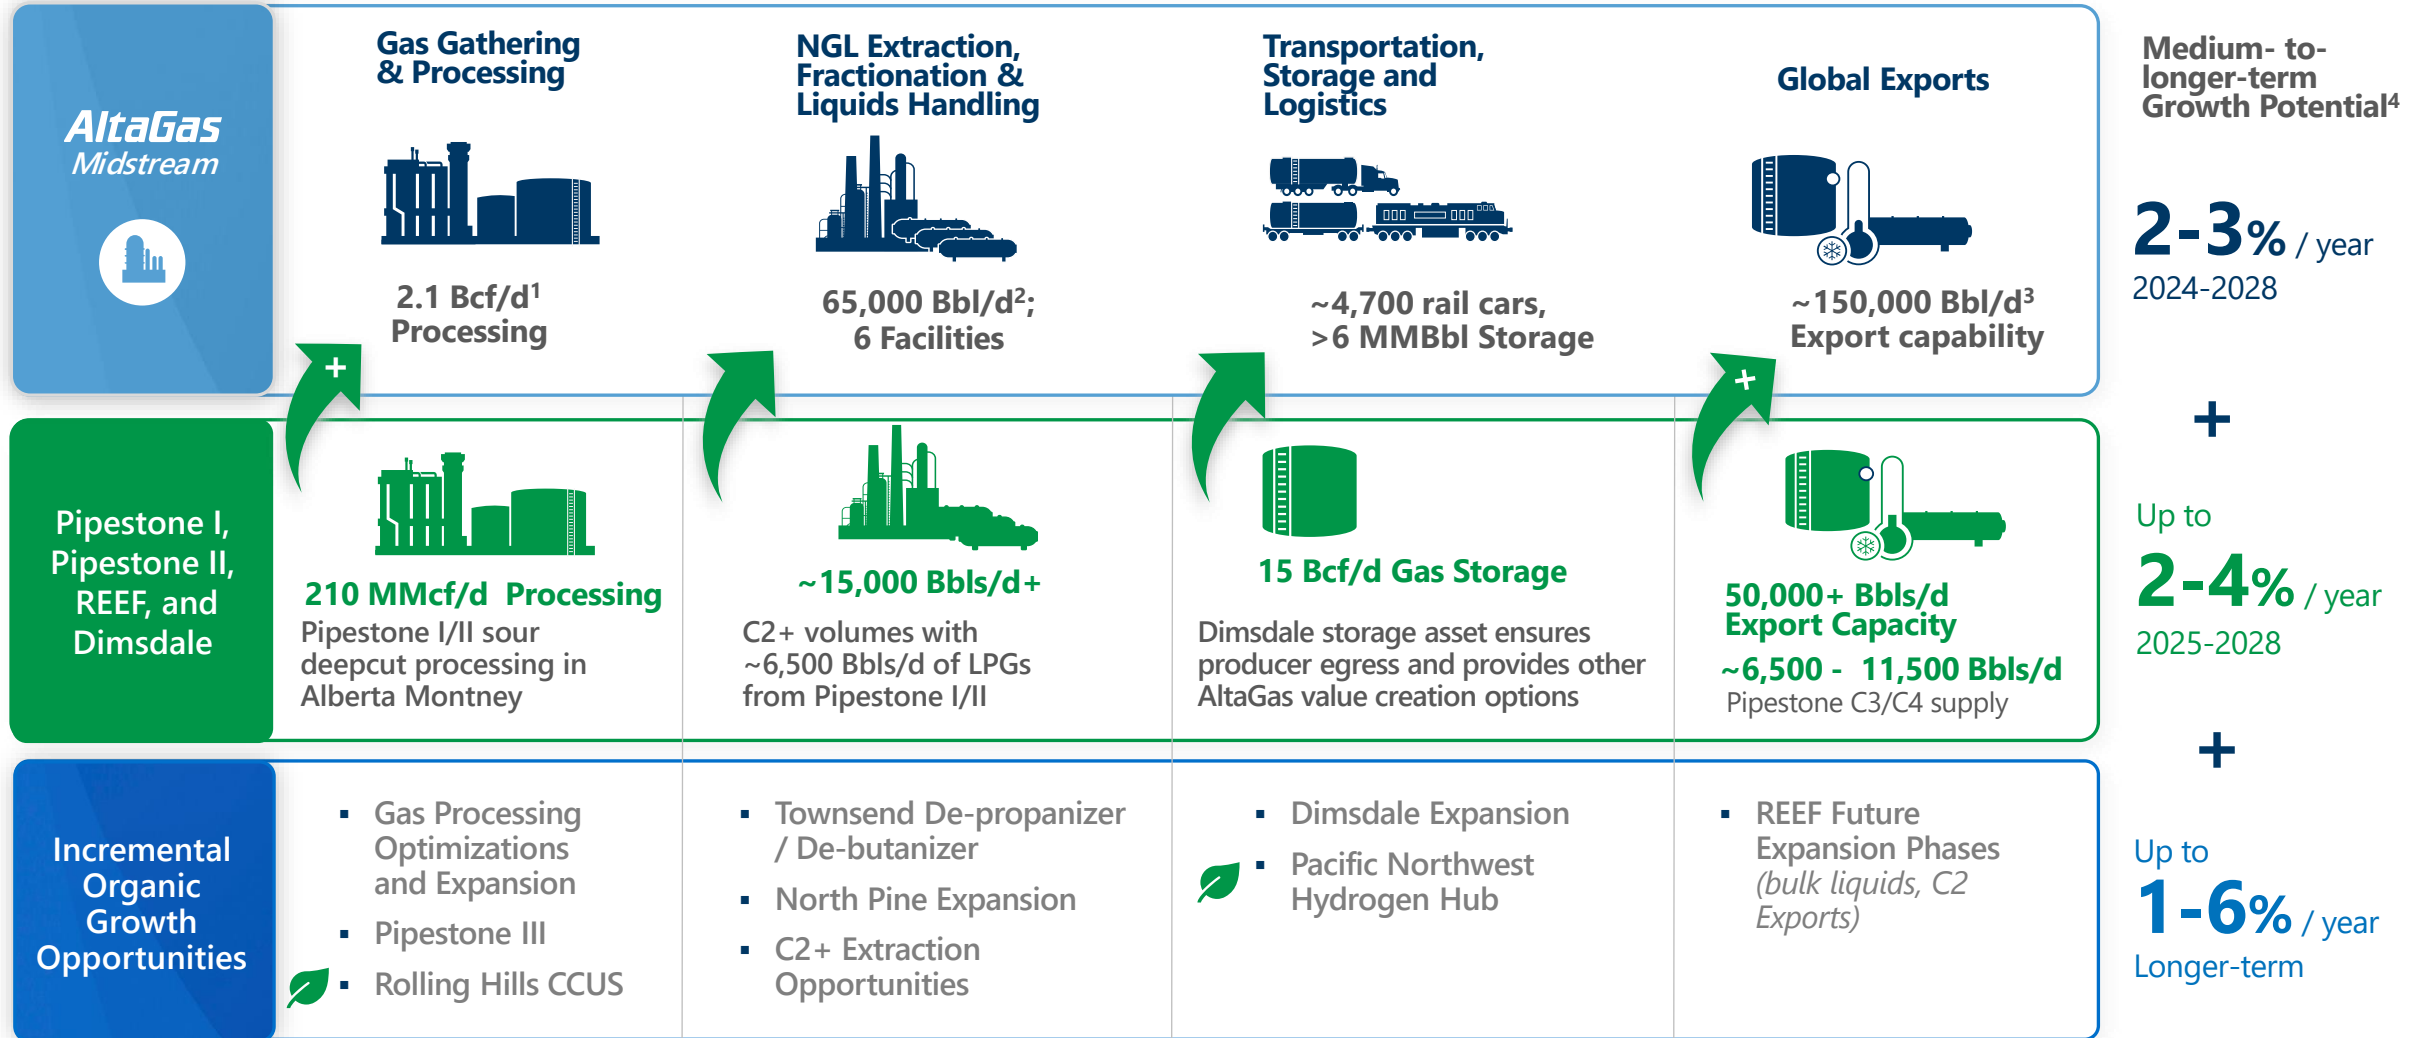 AltaGas
Midstream
Gas Gathering
& Processing
2.1 Bcf/d¹
Processing
NGL Extraction,
Fractionation &
Liquids Handling
65,000 Bbl/d²;
6 Facilities
Transportation,
Storage and
Logistics
~4,700 rail cars,
>6 MMBbl Storage
Global Exports
~150,000 Bbl/d³
Export capability
Medium- to-
longer-term
Growth Potential⁴
2-3% / year
2024-2028
+
+
+
Pipestone I,
Pipestone II,
REEF, and
Dimsdale
210 MMcf/d Processing
Pipestone I/II sour
deepcut processing in
Alberta Montney
~15,000 Bbls/d+
C2+ volumes with
~6,500 Bbls/d of LPGs
from Pipestone I/II
15 Bcf/d Gas Storage
Dimsdale storage asset ensures
producer egress and provides other
AltaGas value creation options
50,000+ Bbls/d
Export Capacity
~6,500 - 11,500 Bbls/d
Pipestone C3/C4 supply
Up to
2-4% / year
2025-2028
+
Incremental
Organic
Growth
Opportunities
▪ Gas Processing
Optimizations
and Expansion
▪ Pipestone III
▪ Rolling Hills CCUS
▪ Townsend De-propanizer
/ De-butanizer
▪ North Pine Expansion
▪ C2+ Extraction
Opportunities
▪ Dimsdale Expansion
▪ Pacific Northwest
Hydrogen Hub
▪ REEF Future
Expansion Phases
(bulk liquids, C2
Exports)
Up to
1-6% / year
Longer-term